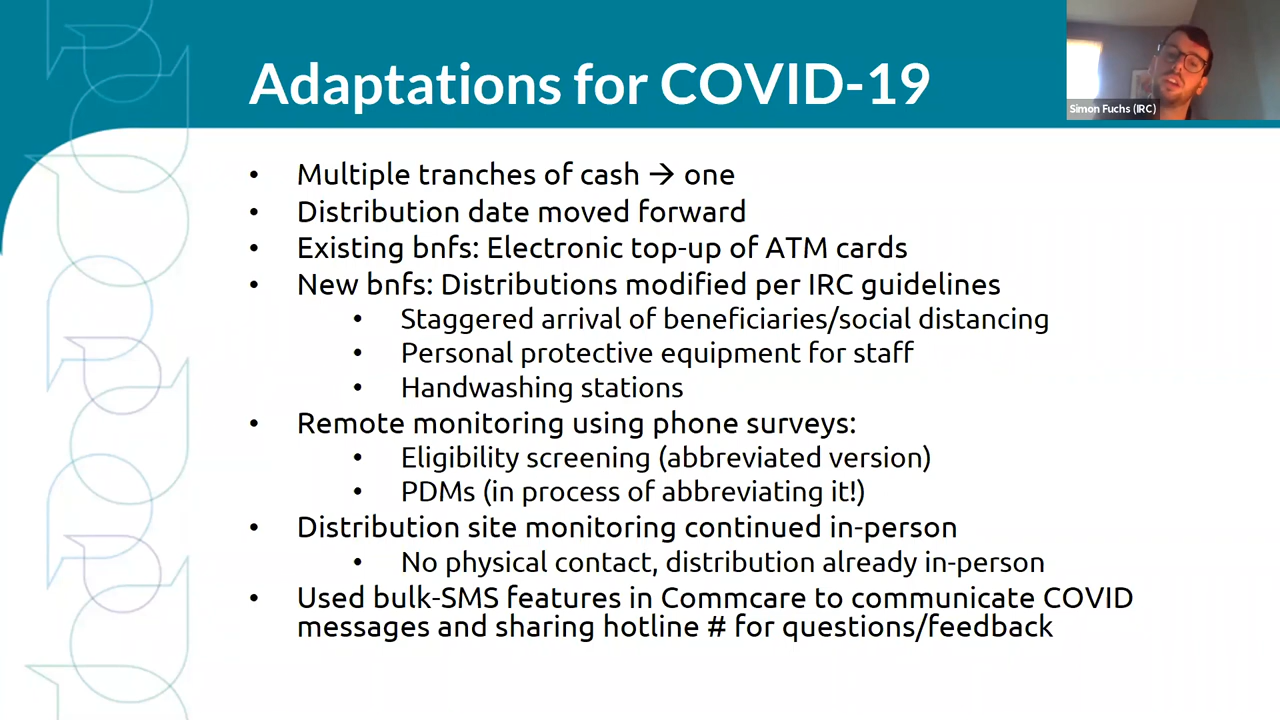 Adaptations for COVID-19
Simon Fuchs (IRC)
• Multiple tranches of cash → one
• Distribution date moved forward
• Existing bnfs: Electronic top-up of ATM cards
• New bnfs: Distributions modified per IRC guidelines
• Staggered arrival of beneficiaries/social distancing
• Personal protective equipment for staff
• Handwashing stations
• Remote monitoring using phone surveys:
• Eligibility screening (abbreviated version)
• PDMs (in process of abbreviating it!)
• Distribution site monitoring continued in-person
• No physical contact, distribution already in-person
• Used bulk-SMS features in Commcare to communicate COVID
messages and sharing hotline # for questions/feedback